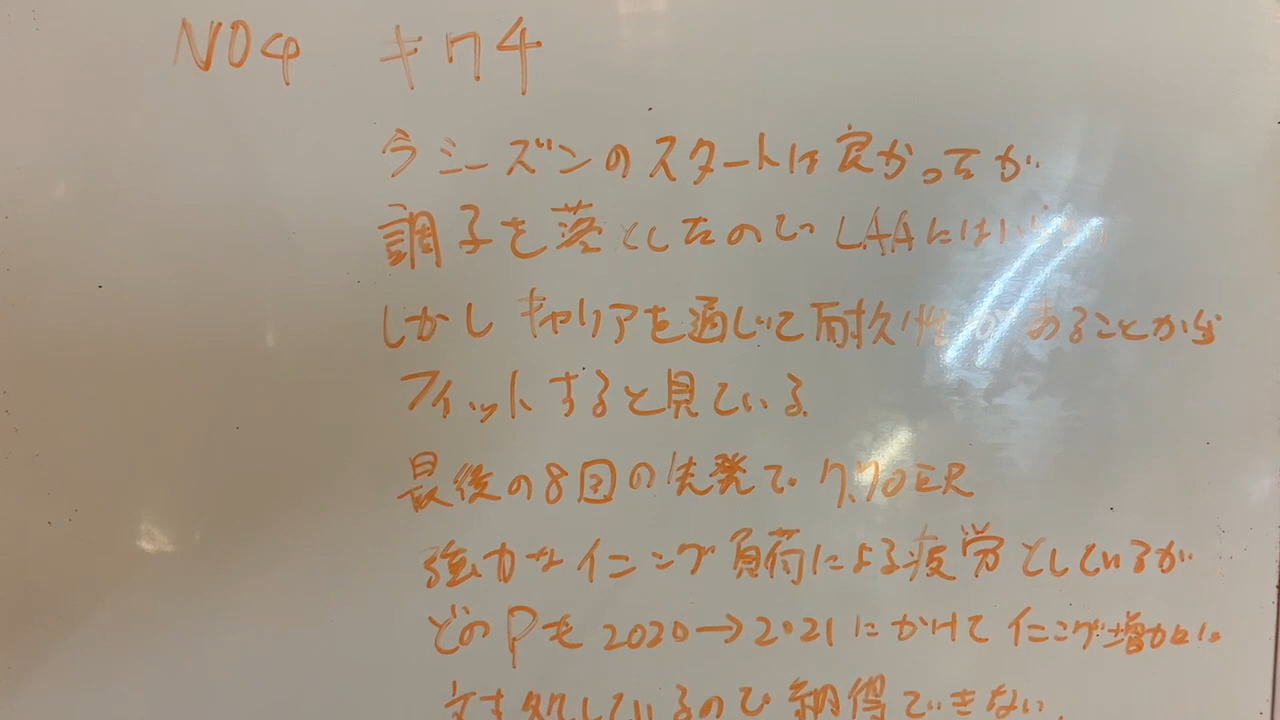 NO4 キクチ
今シーズンのスタートは良かってが
調子を落としたので LAAには
しかし キャリアを通じて耐久性があることから
フィットすると見ている
最後の8回の先発で 7.70ER
強力なイニング負荷による疲労としているが
どのPも 2020→2021にかけて イニング増加に
対処しているので 納得できない